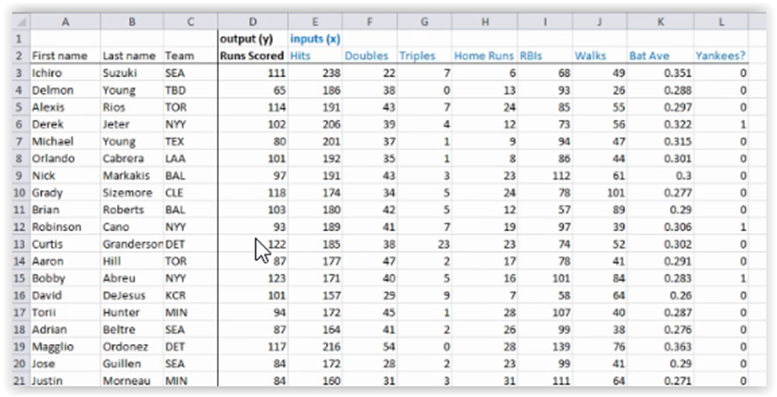 A B C D E F G H I J K L
1 output (y) inputs (x)
2 First name Last name Team Runs Scored Hits Doubles Triples Home Runs RBIs Walks Bat Ave Yankees?
3 Ichiro Suzuki SEA 111 238 22 7 6 68 49 0.351 0
4 Delmon Young TBD 65 186 38 0 13 93 26 0.288 0
5 Alexis Rios TOR 114 191 43 7 24 85 55 0.297 0
6 Derek Jeter NYY 102 206 39 4 12 73 56 0.322 1
7 Michael Young TEX 80 201 37 1 9 94 47 0.315 0
8 Orlando Cabrera LAA 101 192 35 1 8 86 44 0.301 0
9 Nick Markakis BAL 97 191 43 3 23 112 61 0.3 0
10 Grady Sizemore CLE 118 174 34 5 24 78 101 0.277 0
11 Brian Roberts BAL 103 180 42 5 12 57 89 0.29 0
12 Robinson Cano NYY 93 189 41 7 19 97 39 0.306 1
13 Curtis Granderson DET 122 185 38 23 23 74 52 0.302 0
14 Aaron Hill TOR 87 177 47 2 17 78 41 0.291 0
15 Bobby Abreu NYY 123 171 40 5 16 101 84 0.283 1
16 David DeJesus KCR 101 157 29 9 7 58 64 0.26 0
17 Torii Hunter MIN 94 172 45 1 28 107 40 0.287 0
18 Adrian Beltre SEA 87 164 41 2 26 99 38 0.276 0
19 Magglio Ordonez DET 117 216 54 0 28 139 76 0.363 0
20 Jose Guillen SEA 84 172 28 2 23 99 41 0.29 0
21 Justin Morneau MIN 84 160 31 3 31 111 64 0.271 0